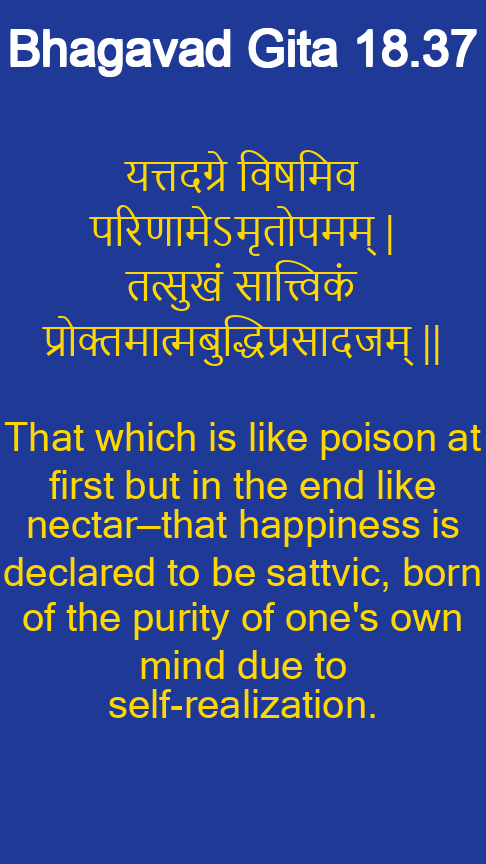 Bhagavad Gita 18.37
यत्तदग्रे विषमिव
परिणामेऽमृतोपमम् |
तत्सुखं सात्त्विकं
प्रोक्तमात्मबुद्धिप्रसादजम् ||
That which is like poison at
first but in the end like
nectar—that happiness is
declared to be sattvic, born
of the purity of one's own
mind due to
self-realization.